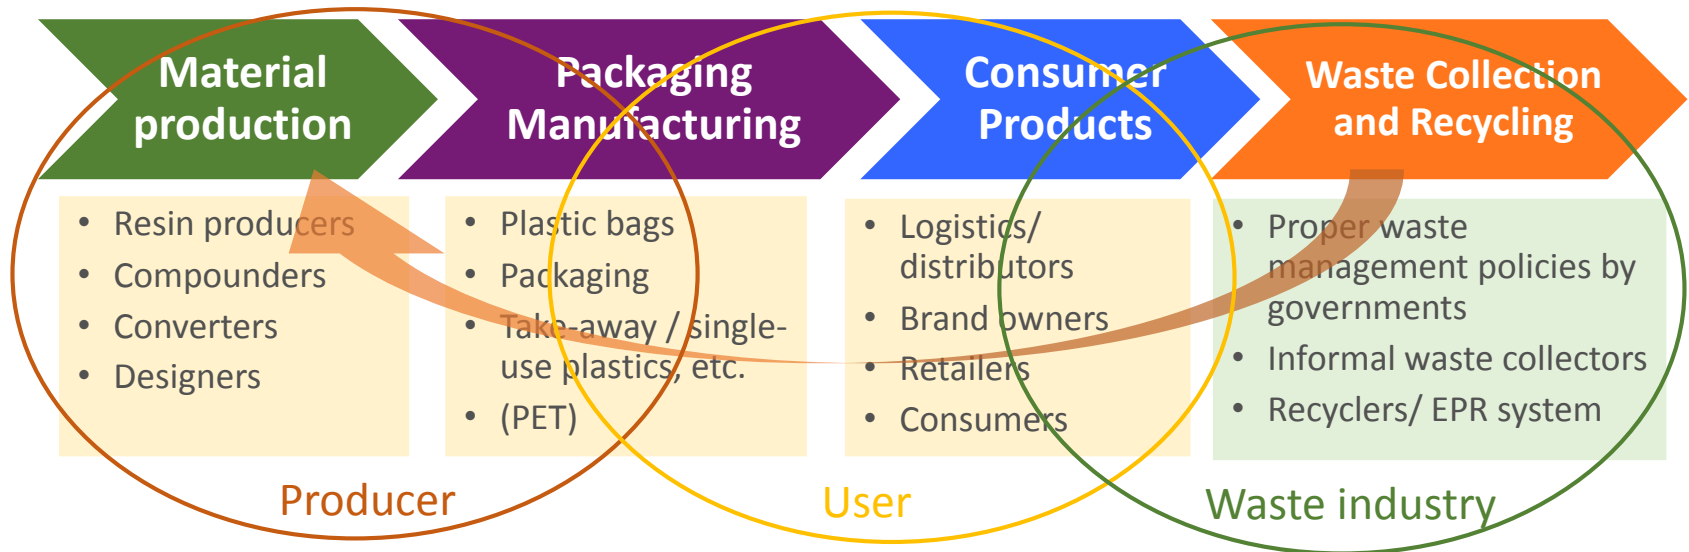 Material
production
Packaging
Manufacturing
Consumer
Products
Waste Collection
and Recycling
• Resin producers
• Compounders
• Converters
• Designers
• Plastic bags
• Packaging
• Take-away / single-
use plastics, etc.
• (PET)
• Logistics/
distributors
• Brand owners
• Retailers
• Consumers
• Proper waste
management policies by
governments
• Informal waste collectors
• Recyclers/ EPR system
Producer
User
Waste industry